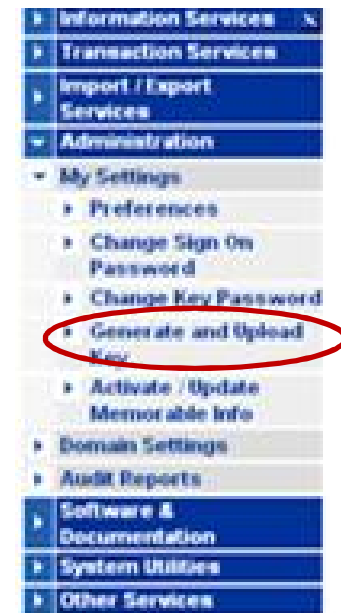 Information Services
Transaction Services
Import / Export
Services
Administration
My Settings
Preferences
Change Sign On
Password
Change Key Password
Generate and Upload
Key
Activate / Update
Memorable Info
Domain Settings
Audit Reports
Software &
Documentation
System Utilities
Other Services